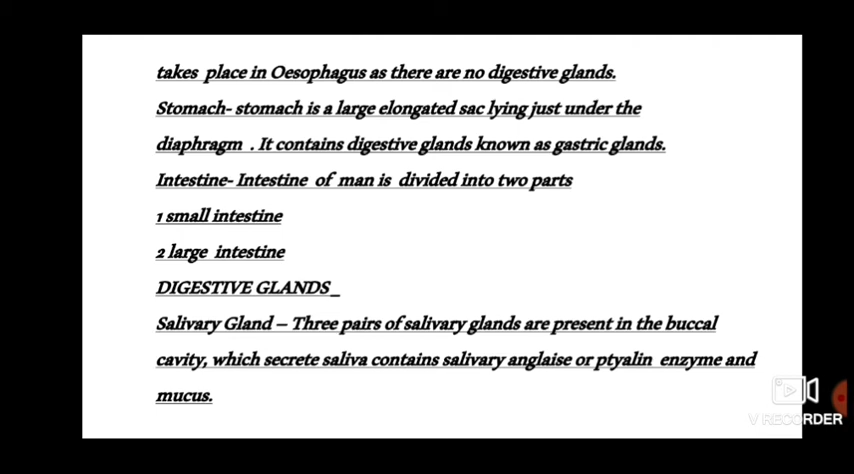 takes place in Oesophagus as there are no digestive glands.
Stomach- stomach is a large elongated sac lying just under the
diaphragm . It contains digestive glands known as gastric glands.
Intestine- Intestine of man is divided into two parts
1 small intestine
2 large intestine
DIGESTIVE GLANDS_
Salivary Gland – Three pairs of salivary glands are present in the buccal
cavity, which secrete saliva contains salivary anglaise or ptyalin enzyme and
mucus.
V RECORDER